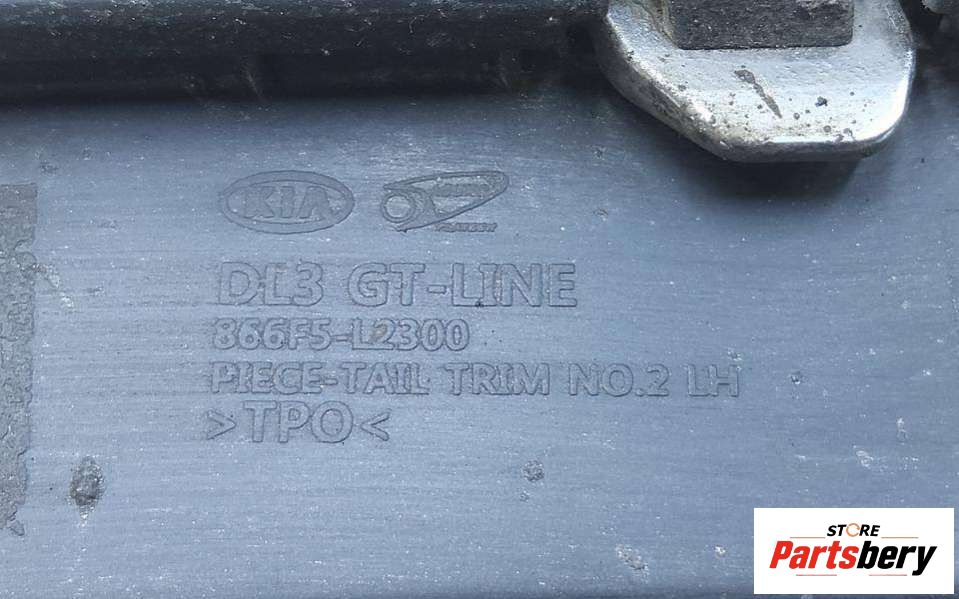 KIA
DL3 GT-LINE
866F5-L2300
PIECE-TAIL TRIM NO.2 LH
>TPO<
STORE
Partsbery